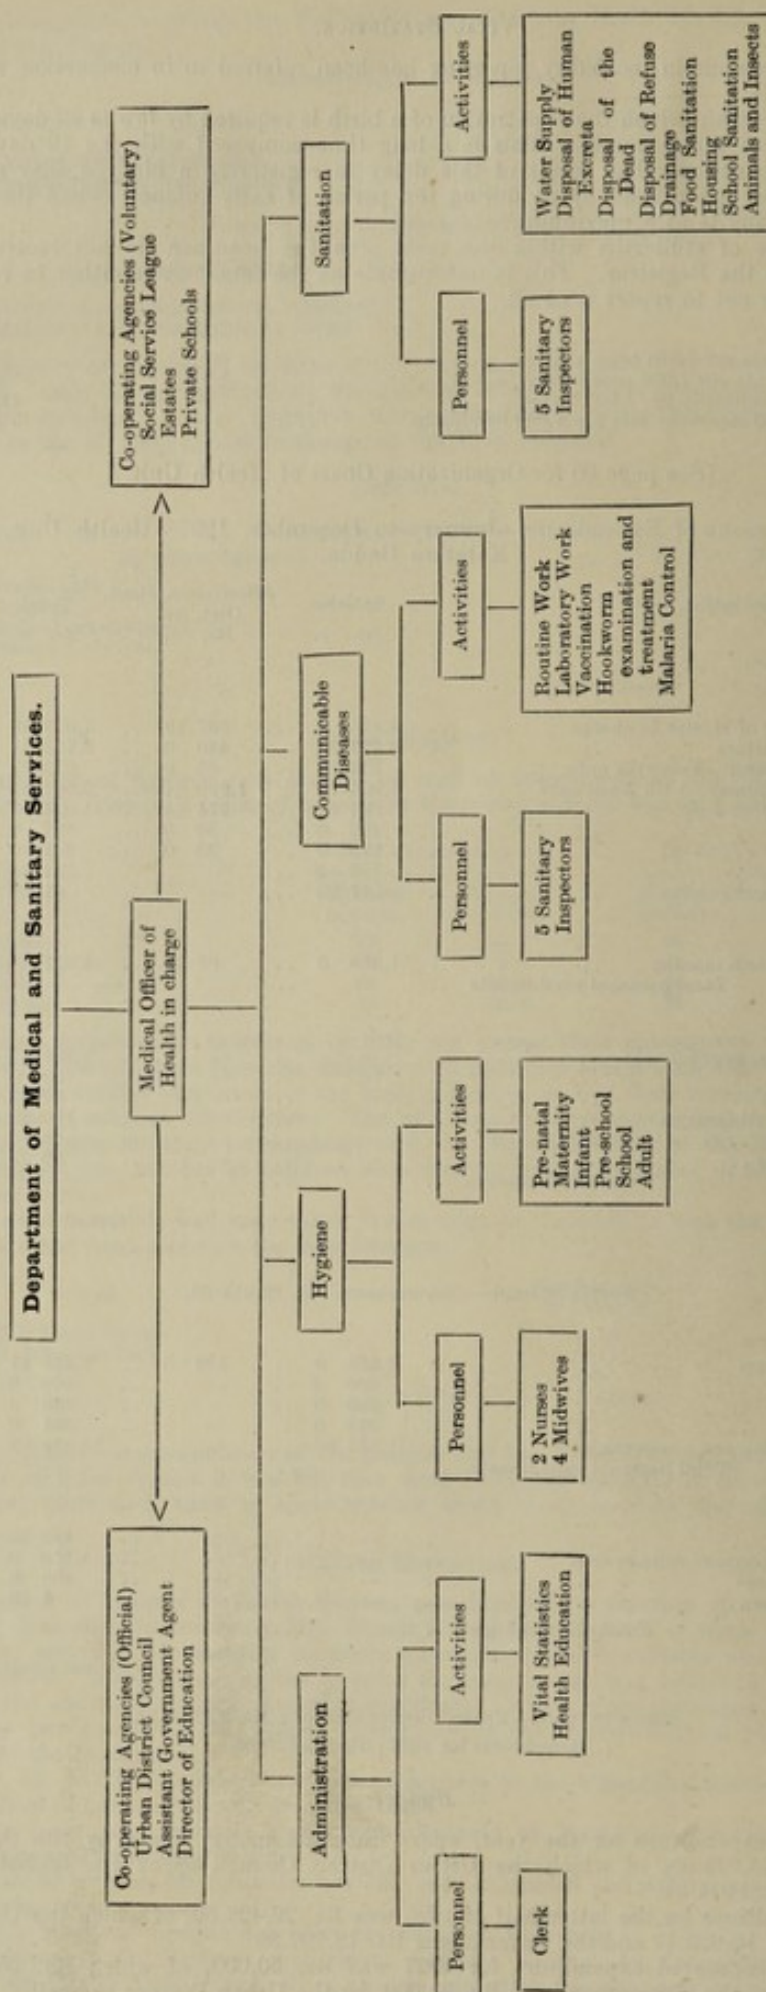 Department of Medical and Sanitary Services.
Medical Officer of
Health in charge
Co-operating Agencies (Official)
Urban District Council
Assistant Government Agent
Director of Education
Co-operating Agencies (Voluntary)
Social Service League
Estates
Private Schools
Administration
Hygiene
Communicable
Diseases
Sanitation
Personnel
Activities
Personnel
Activities
Personnel
Activities
Personnel
Activities
Clerk
Vital Statistics
Health Education
2 Nurses
4 Midwives
Pre-natal
Maternity
Infant
Pre-school
School
Adult
5 Sanitary
Inspectors
Routine Work
Laboratory Work
Vaccination
Hookworm
examination and
treatment
Malaria Control
5 Sanitary
Inspectors
Water Supply
Disposal of Human
Excreta
Disposal of the
Dead
Disposal of Refuse
Drainage
Food Sanitation
Housing
School Sanitation
Animals and Insects